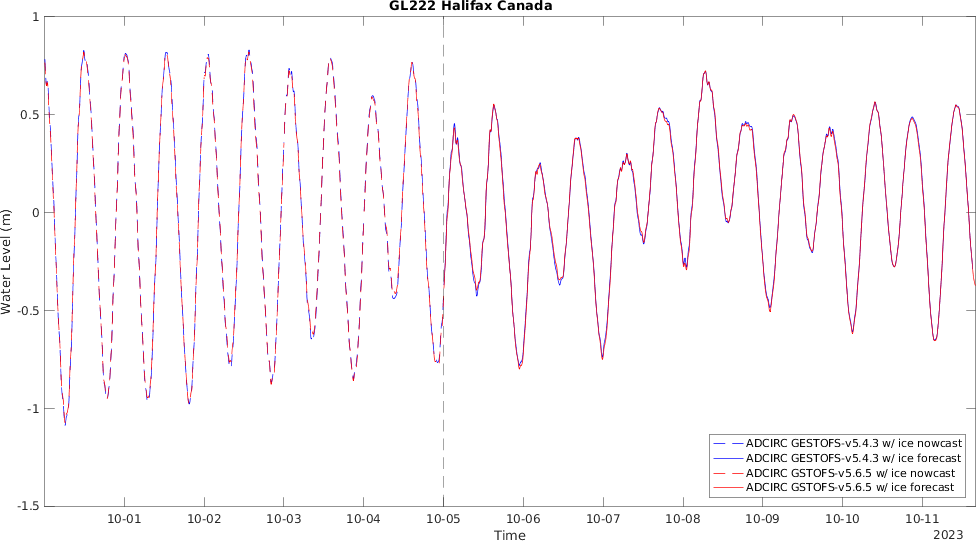 GL222 Halifax Canada
1
0.5
0
-0.5
-1
-1.5
Water Level (m)
10-01 10-02 10-03 10-04 10-05 10-06 10-07 10-08 10-09 10-10 10-11
Time
2023
ADCIRC GESTOFS-v5.4.3 w/ ice nowcast
ADCIRC GESTOFS-v5.4.3 w/ ice forecast
ADCIRC GSTOFS-v5.6.5 w/ ice nowcast
ADCIRC GSTOFS-v5.6.5 w/ ice forecast